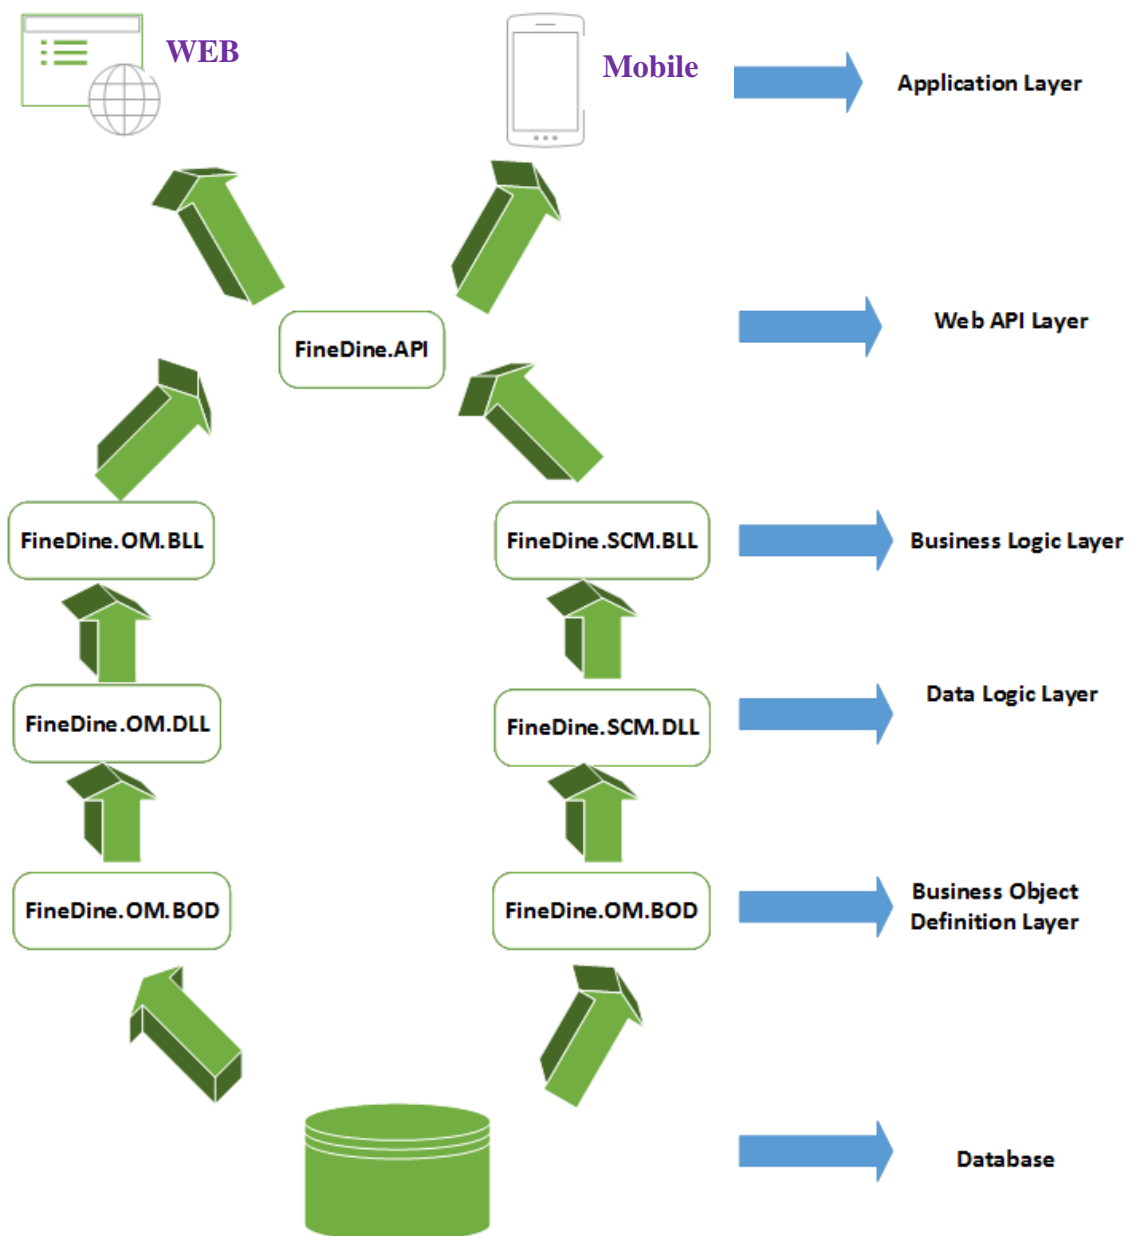 WEB
Mobile
Application Layer
FineDine.API
Web API Layer
FineDine.OM.BLL
FineDine.SCM.BLL
Business Logic Layer
FineDine.OM.DLL
FineDine.SCM.DLL
Data Logic Layer
FineDine.OM.BOD
FineDine.OM.BOD
Business Object
Definition Layer
Database